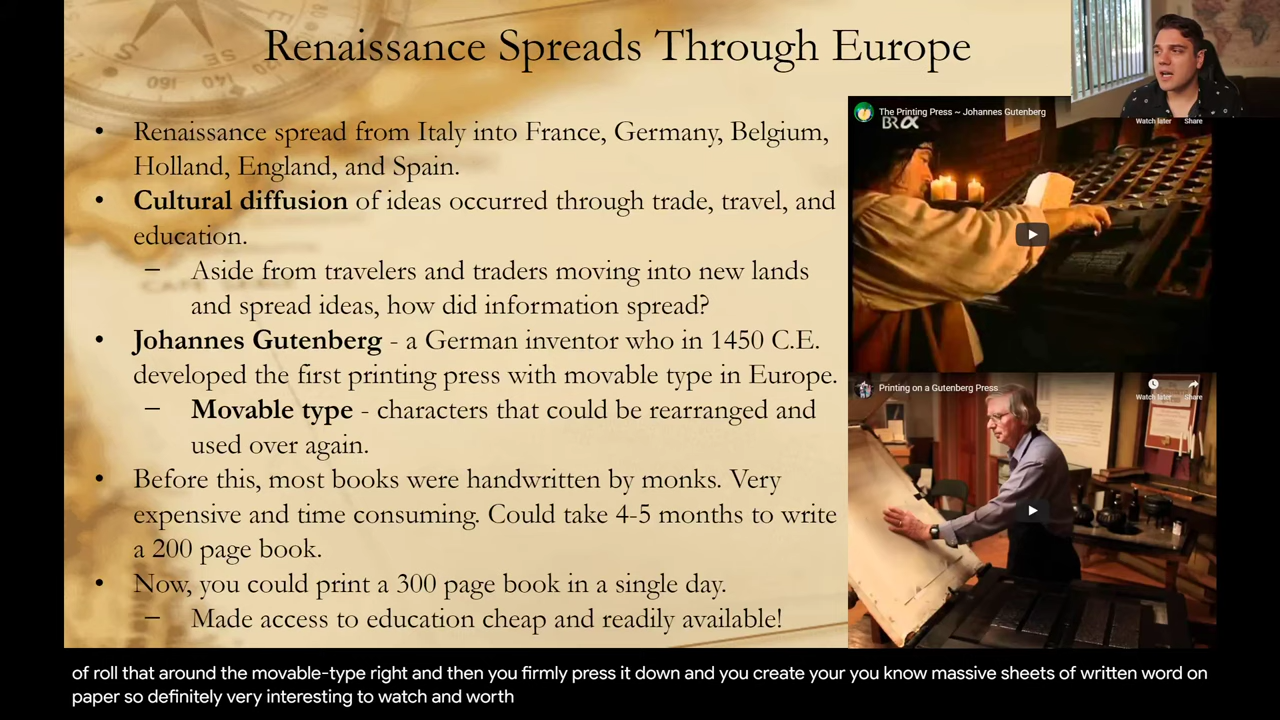 Renaissance Spreads Through Europe
• Renaissance spread from Italy into France, Germany, Belgium,
Holland, England, and Spain.
• Cultural diffusion of ideas occurred through trade, travel, and
education.
– Aside from travelers and traders moving into new lands
and spread ideas, how did information spread?
• Johannes Gutenberg - a German inventor who in 1450 C.E.
developed the first printing press with movable type in Europe.
– Movable type - characters that could be rearranged and
used over again.
• Before this, most books were handwritten by monks. Very
expensive and time consuming. Could take 4-5 months to write
a 200 page book.
• Now, you could print a 300 page book in a single day.
– Made access to education cheap and readily available!
The Printing Press ~ Johannes Gutenberg
BRα
Watch later Share
Printing on a Gutenberg Press
Watch later Share
of roll that around the movable-type right and then you firmly press it down and you create your you know massive sheets of written word on
paper so definitely very interesting to watch and worth